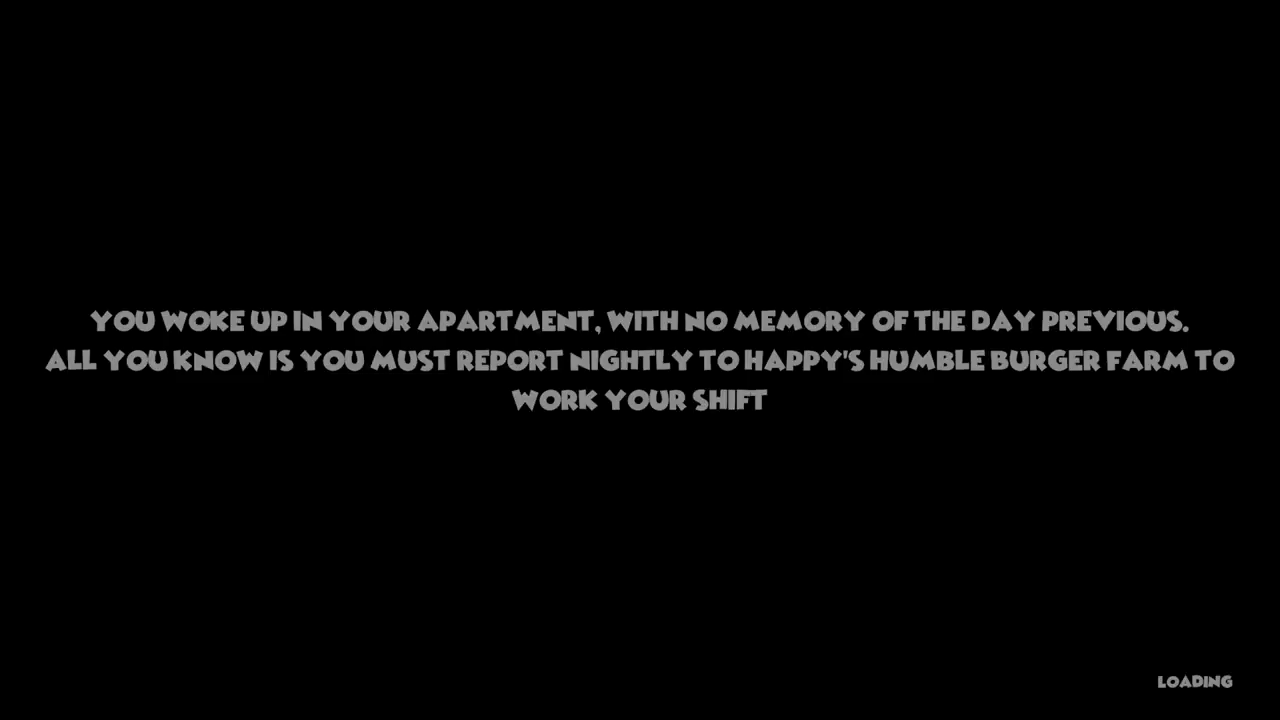 YOU WOKE UP IN YOUR APARTMENT, WITH NO MEMORY OF THE DAY PREVIOUS.
ALL YOU KNOW IS YOU MUST REPORT NIGHTLY TO HAPPY'S HUMBLE BURGER FARM TO
WORK YOUR SHIFT
LOADING